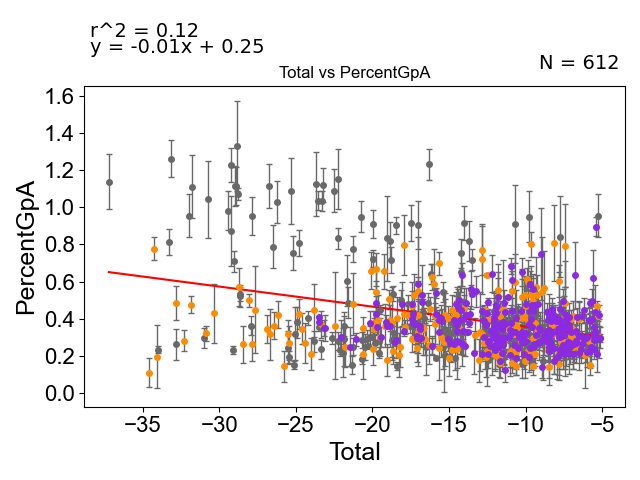 r^2 = 0.12
y = -0.01x + 0.25
N = 612
Total vs PercentGpA
1.6
1.4
1.2
1.0
0.8
0.6
0.4
0.2
0.0
PercentGpA
−35 −30 −25 −20 −15 −10 −5
Total